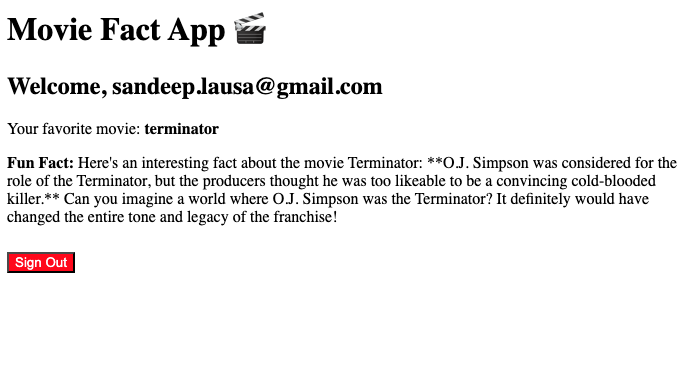 Movie Fact App 🎬
Welcome, sandeep.lausa@gmail.com
Your favorite movie: terminator
Fun Fact: Here's an interesting fact about the movie Terminator: **O.J. Simpson was considered for the
role of the Terminator, but the producers thought he was too likeable to be a convincing cold-blooded
killer.** Can you imagine a world where O.J. Simpson was the Terminator? It definitely would have
changed the entire tone and legacy of the franchise!
Sign Out